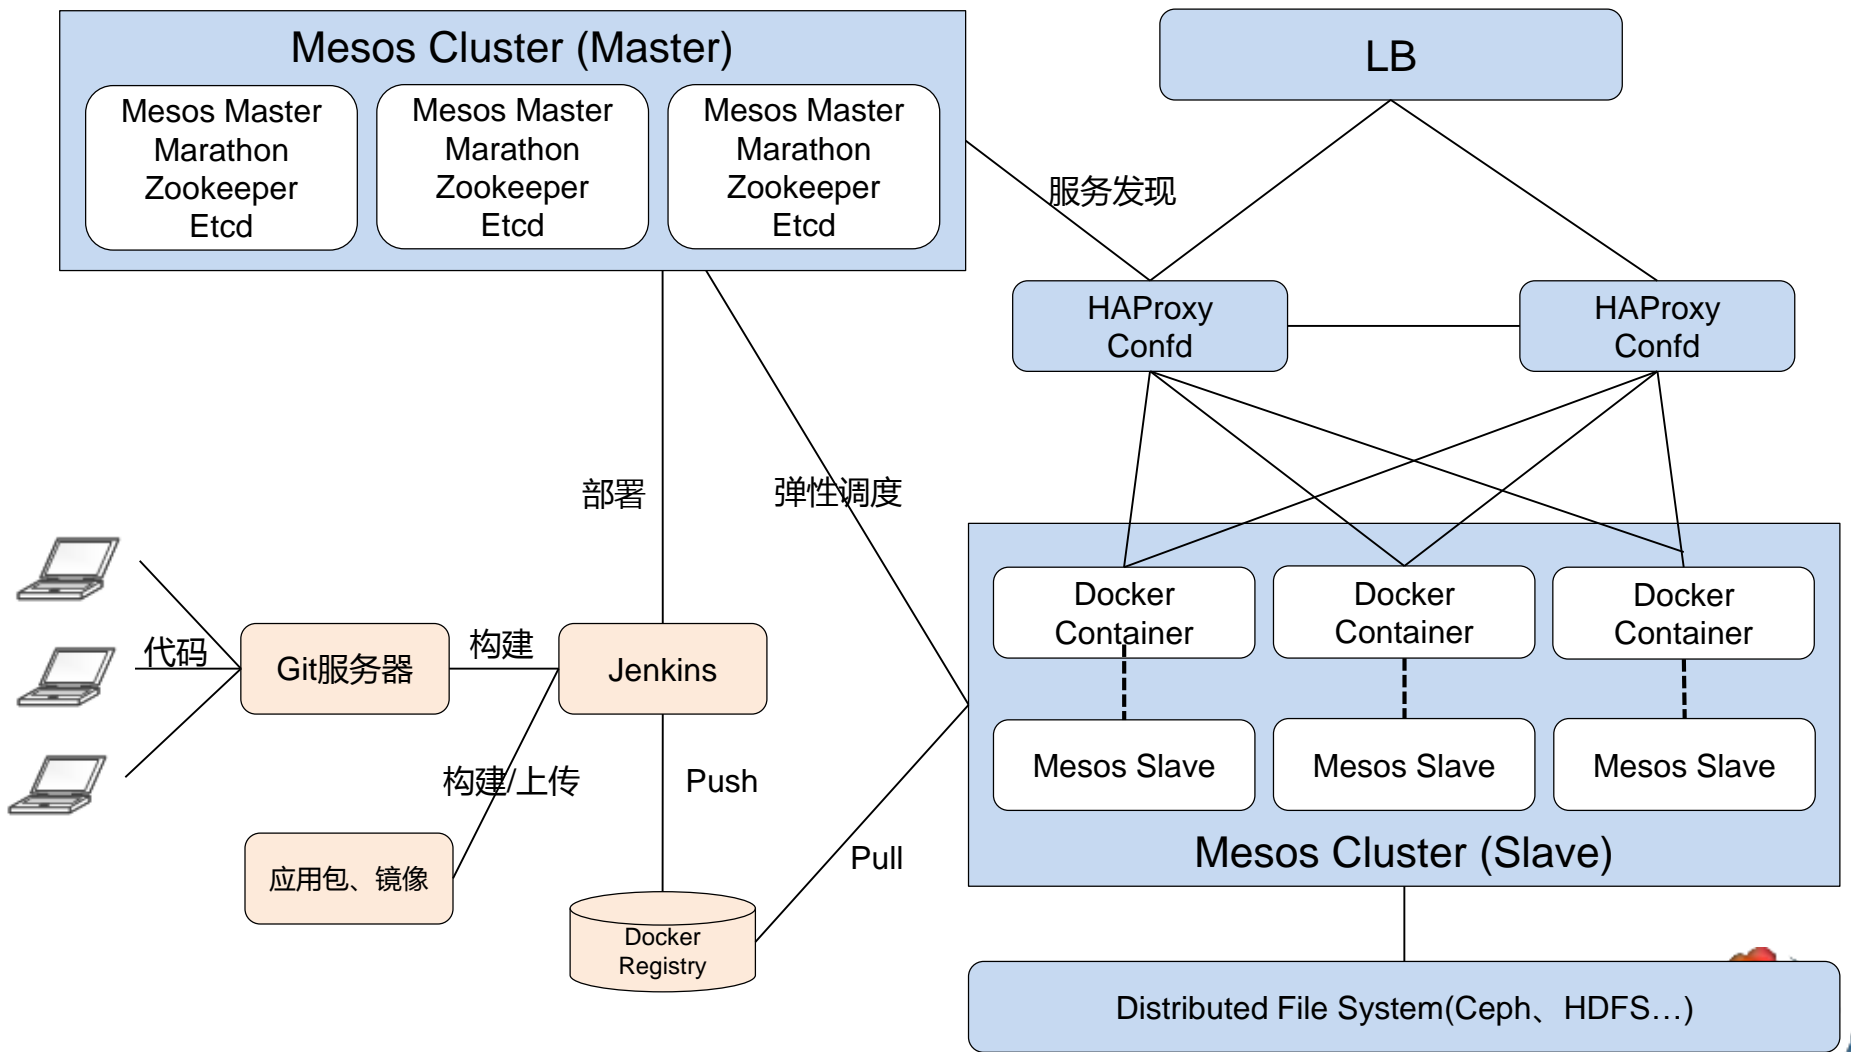 Mesos Cluster (Master)
Mesos Master
Marathon
Zookeeper
Etcd
Mesos Master
Marathon
Zookeeper
Etcd
Mesos Master
Marathon
Zookeeper
Etcd
LB
服务发现
HAProxy
Confd
HAProxy
Confd
部署
弹性调度
代码
Git服务器
构建
Jenkins
构建/上传
Push
应用包、镜像
Pull
Docker
Registry
Docker
Container
Docker
Container
Docker
Container
Mesos Slave
Mesos Slave
Mesos Slave
Mesos Cluster (Slave)
Distributed File System(Ceph、HDFS…)